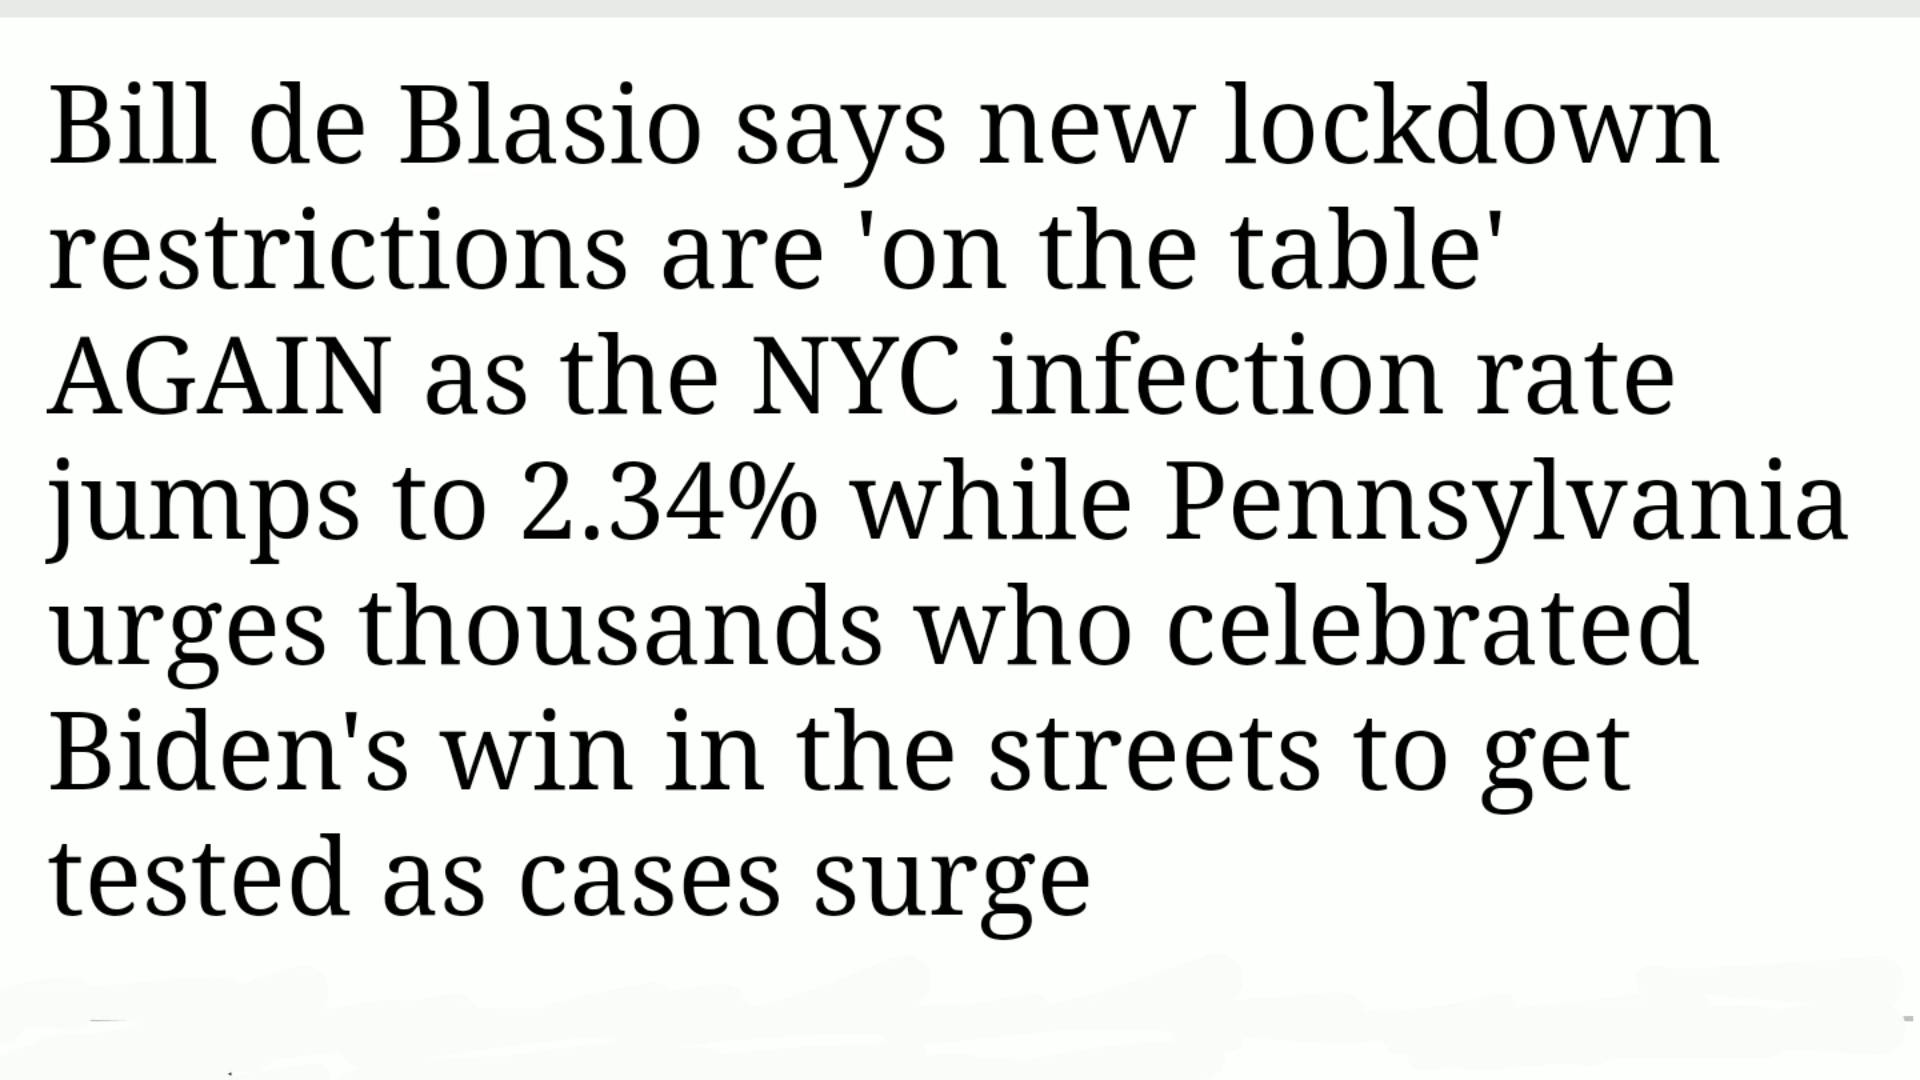 Bill de Blasio says new lockdown
restrictions are 'on the table'
AGAIN as the NYC infection rate
jumps to 2.34% while Pennsylvania
urges thousands who celebrated
Biden's win in the streets to get
tested as cases surge